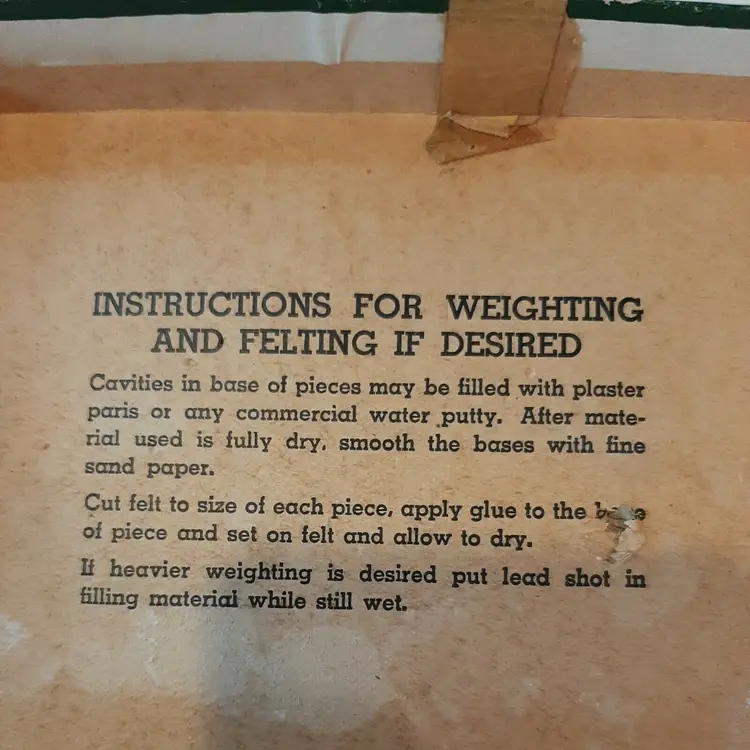 INSTRUCTIONS FOR WEIGHTING
AND FELTING IF DESIRED
Cavities in base of pieces may be filled with plaster
paris or any commercial water putty. After mate-
rial used is fully dry, smooth the bases with fine
sand paper.
Cut felt to size of each piece, apply glue to the
of piece and set on felt and allow to dry.
If heavier weighting is desired put lead shot in
filling material while still wet.